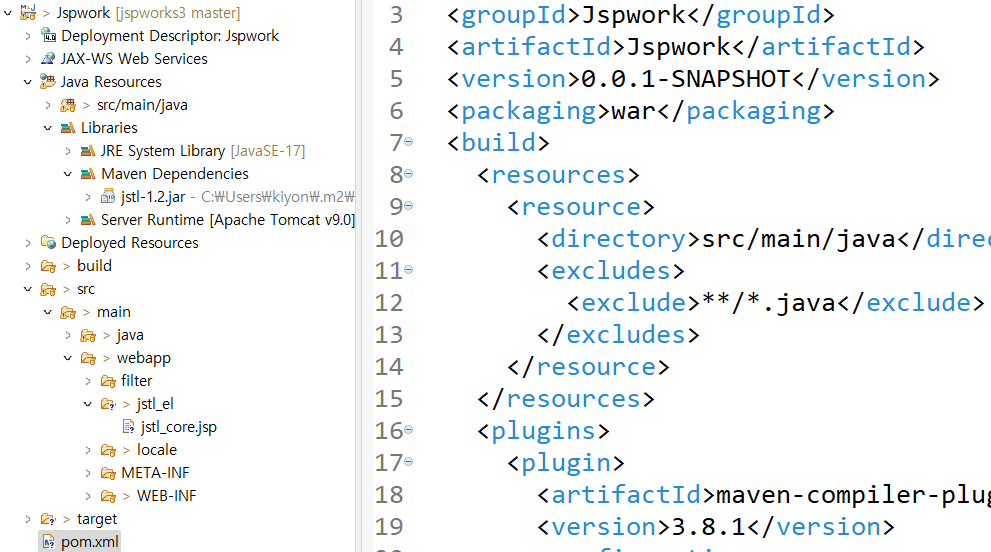 Jspwork [jspworks3 master]
Deployment Descriptor: Jspwork
JAX-WS Web Services
Java Resources
src/main/java
Libraries
JRE System Library [JavaSE-17]
Maven Dependencies
jstl-1.2.jar - C:₩Users₩kiyon₩.m2₩
Server Runtime [Apache Tomcat v9.0]
Deployed Resources
build
src
main
java
webapp
filter
jstl_el
jstl_core.jsp
locale
META-INF
WEB-INF
target
pom.xml
3 <groupId>Jspwork</groupId>
4 <artifactId>Jspwork</artifactId>
5 <version>0.0.1-SNAPSHOT</version>
6 <packaging>war</packaging>
7 <build>
8 <resources>
9 <resource>
10 <directory>src/main/java</direc
11 <excludes>
12 <exclude>**/*.java</exclude>
13 </excludes>
14 </resource>
15 </resources>
16 <plugins>
17 <plugin>
18 <artifactId>maven-compiler-plug
19 <version>3.8.1</version>